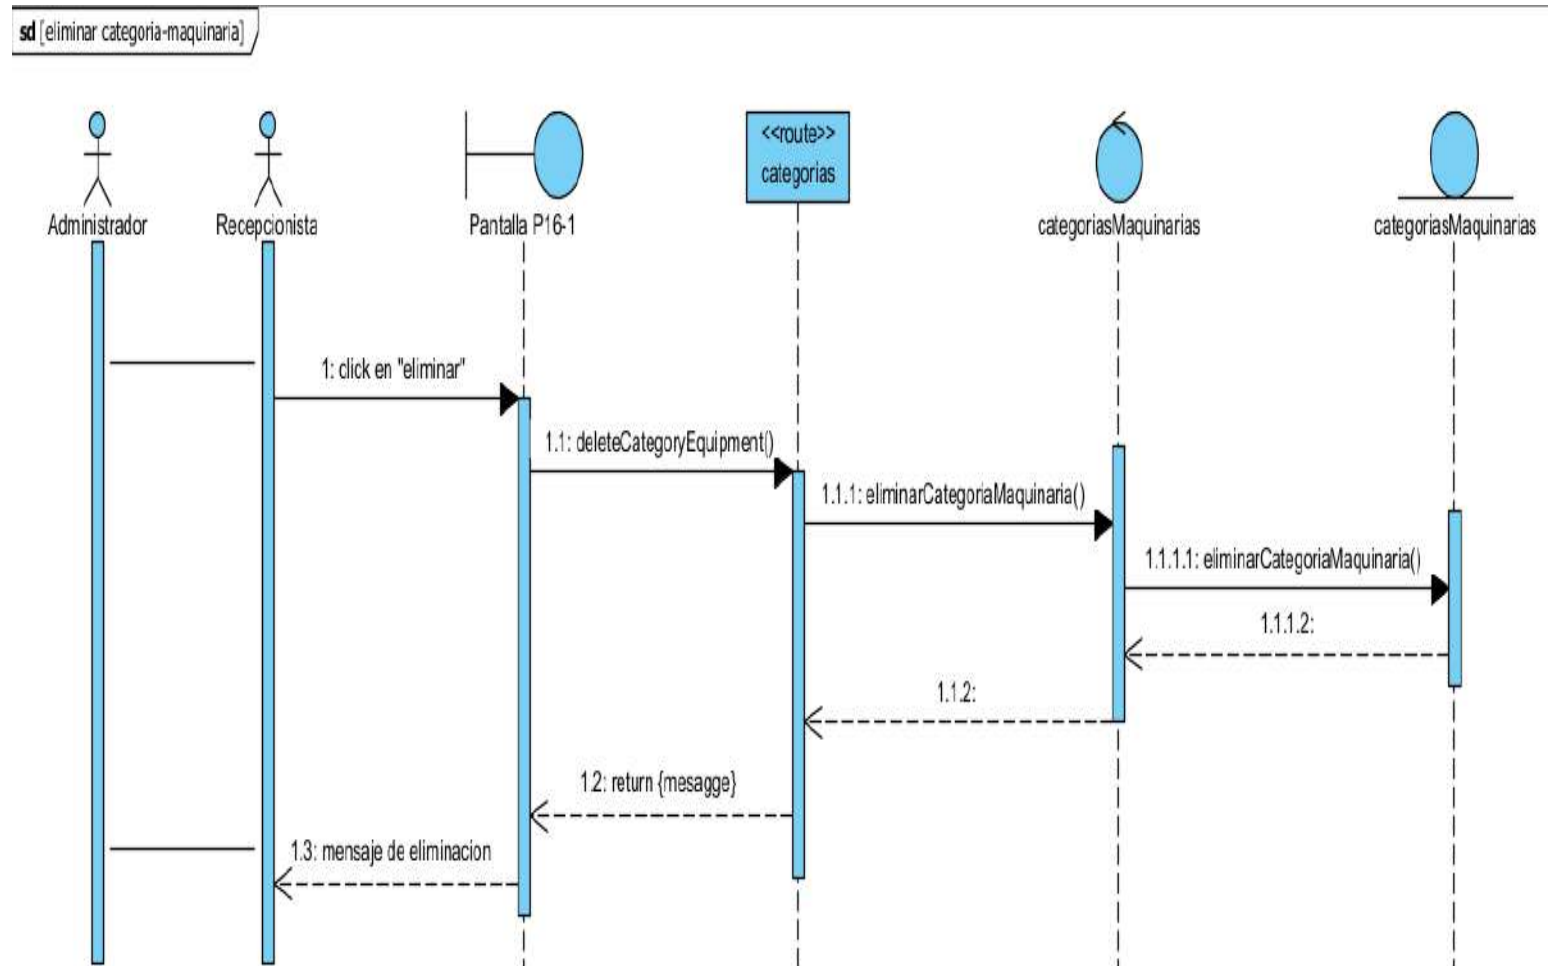 sd [eliminar categoria-maquinaria]
<<route>>
categorias
Administrador
Recepcionista
Pantalla P16-1
categoriasMaquinarias
categoriasMaquinarias
1: click en "eliminar"
1.1: deleteCategoryEquipment()
1.1.1: eliminarCategoriaMaquinaria()
1.1.1.1: eliminarCategoriaMaquinaria()
1.1.1.2:
1.1.2:
1.2: return {mesagge}
1.3: mensaje de eliminacion